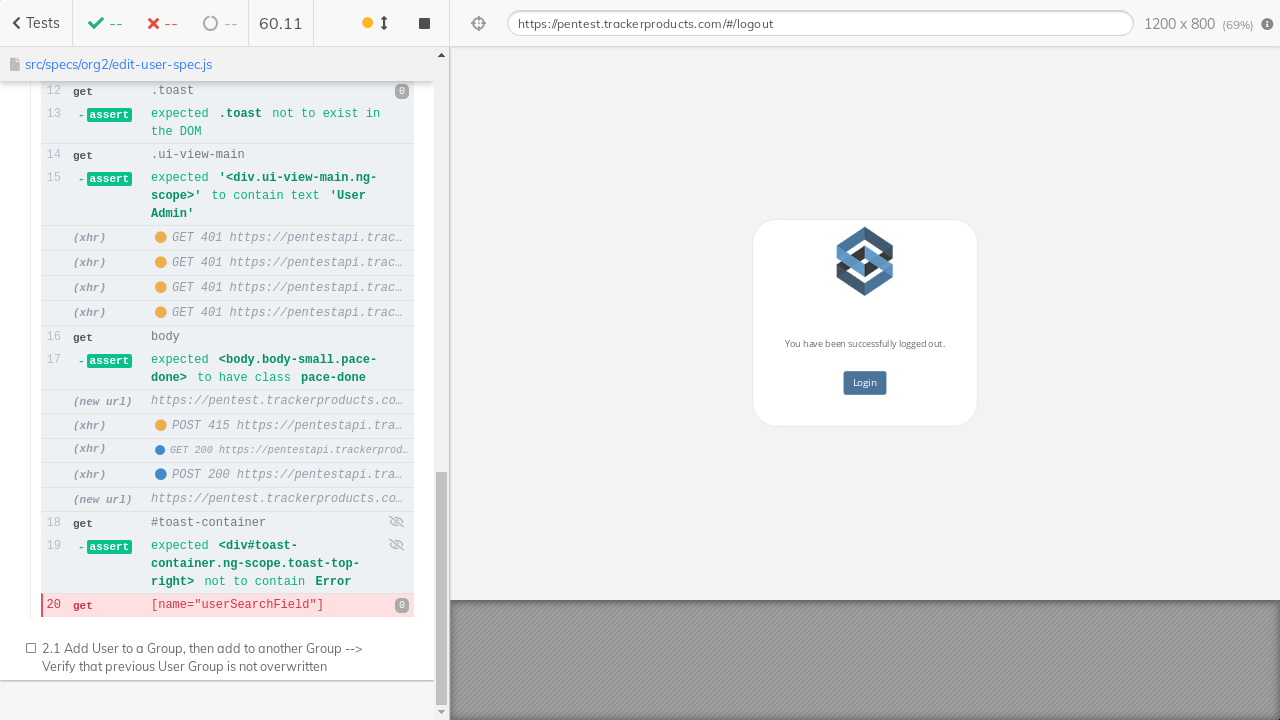 Tests -- -- -- 60.11
https://pentest.trackerproducts.com/#/logout
1200 x 800 (69%)
src/specs/org2/edit-user-spec.js
12 get .toast 0
13 -assert expected .toast not to exist in
the DOM
14 get .ui-view-main
15 -assert expected '<div.ui-view-main.ng-
scope>' to contain text 'User
Admin'
(xhr) GET 401 https://pentestapi.trac…
(xhr) GET 401 https://pentestapi.trac…
(xhr) GET 401 https://pentestapi.trac…
(xhr) GET 401 https://pentestapi.trac…
16 get body
17 -assert expected <body.body-small.pace-
done> to have class pace-done
(new url) https://pentest.trackerproducts.co…
(xhr) POST 415 https://pentestapi.tra…
(xhr) GET 200 https://pentestapi.trackerprod…
(xhr) POST 200 https://pentestapi.tra…
(new url) https://pentest.trackerproducts.co…
18 get #toast-container
19 -assert expected <div#toast-
container.ng-scope.toast-top-
right> not to contain Error
20 get [name="userSearchField"] 0
2.1 Add User to a Group, then add to another Group -->
Verify that previous User Group is not overwritten
You have been successfully logged out.
Login